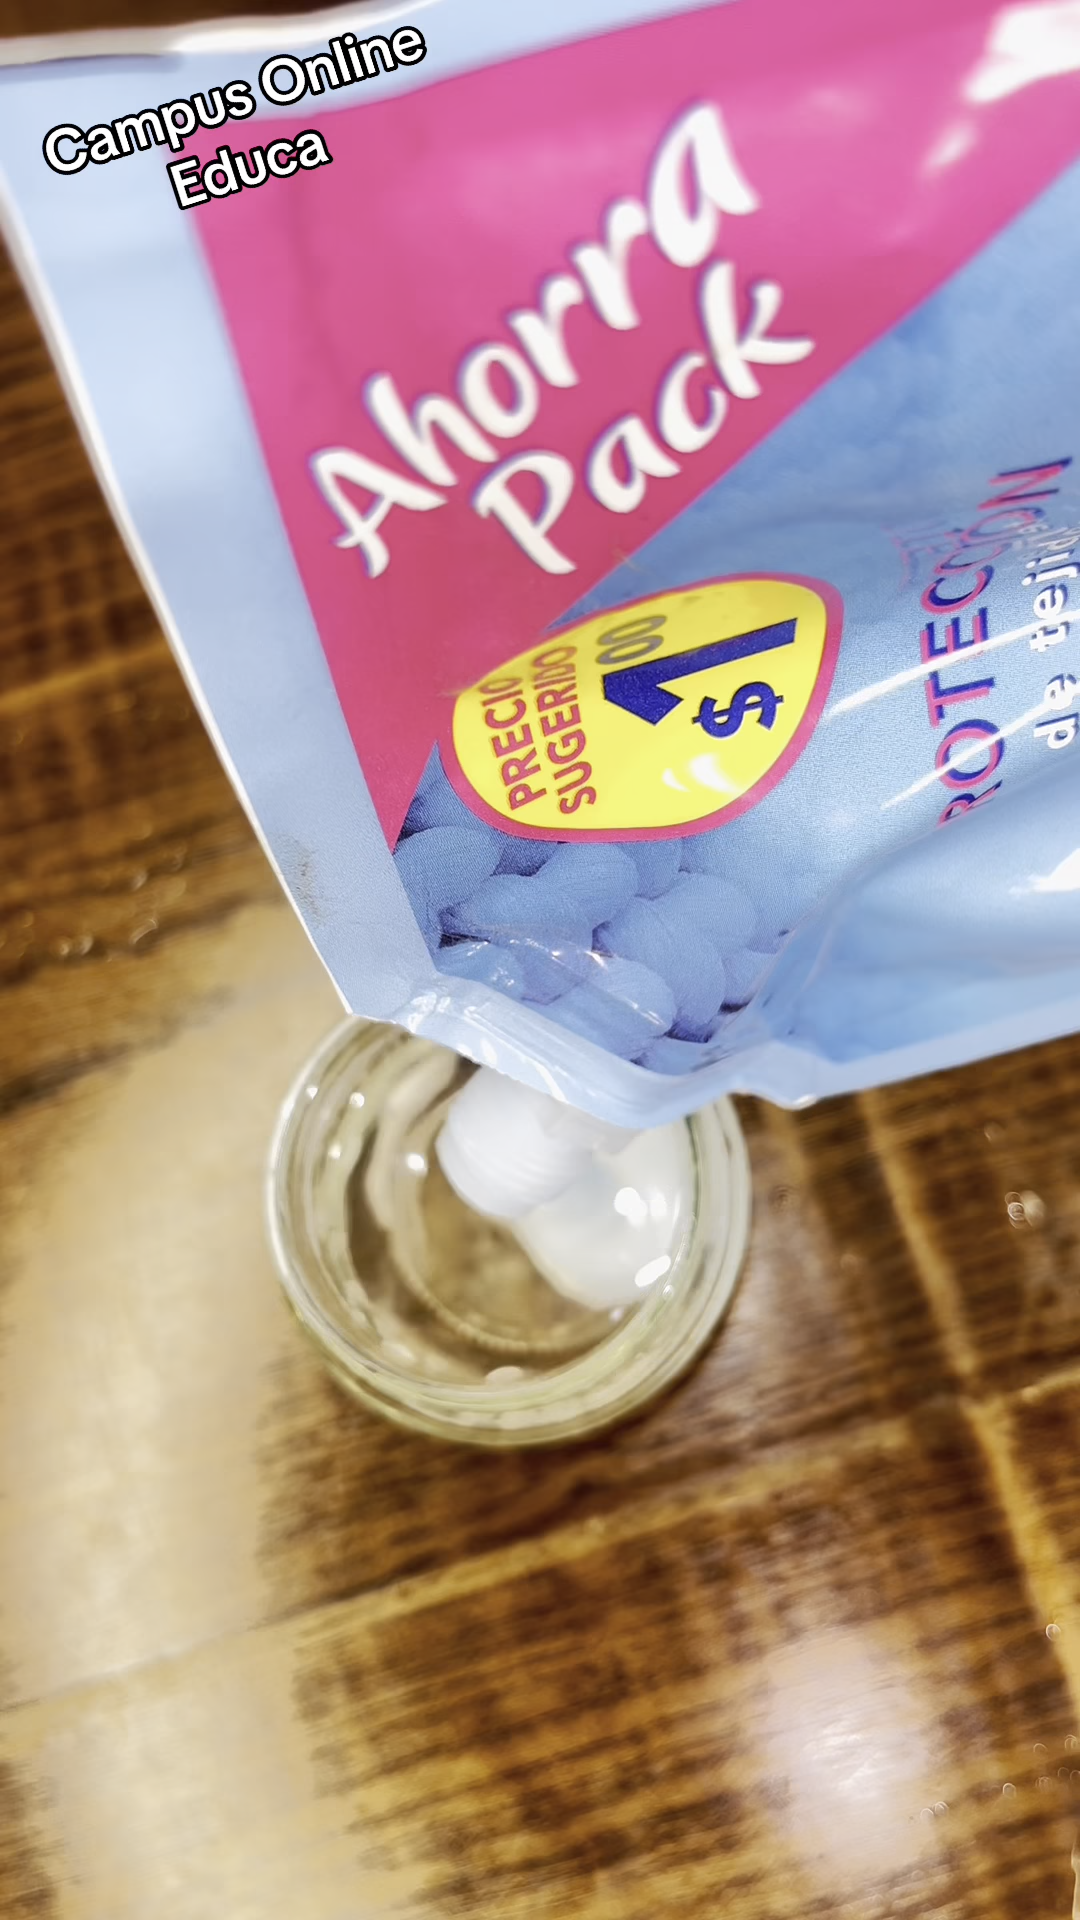 Campus Online
Educa
Ahorra
Pack
PRECIO
SUGERIDO
$1.00
PROTECCIÓN
de